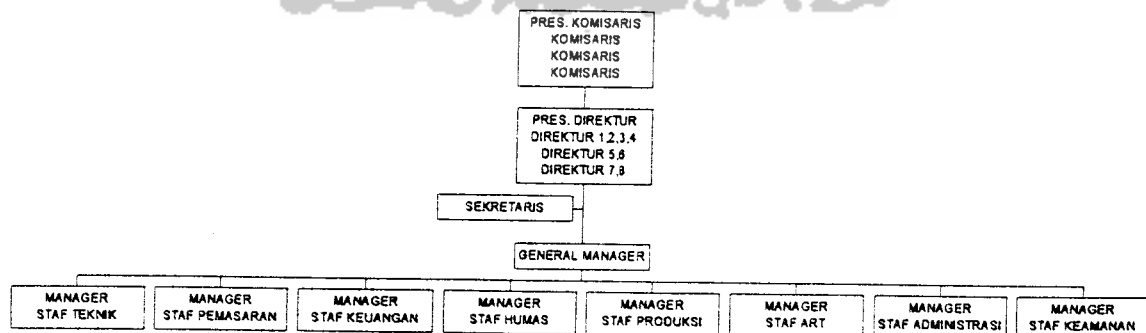 PRES. KOMISARIS
KOMISARIS
KOMISARIS
KOMISARIS
PRES. DIREKTUR
DIREKTUR 1,2,3,4
DIREKTUR 5,6
DIREKTUR 7,8
SEKRETARIS
GENERAL MANAGER
MANAGER
STAF TEKNIK
MANAGER
STAF PEMASARAN
MANAGER
STAF KEUANGAN
MANAGER
STAF HUMAS
MANAGER
STAF PRODUKSI
MANAGER
STAF ART
MANAGER
STAF ADMINISTRASI
MANAGER
STAF KEAMANAN